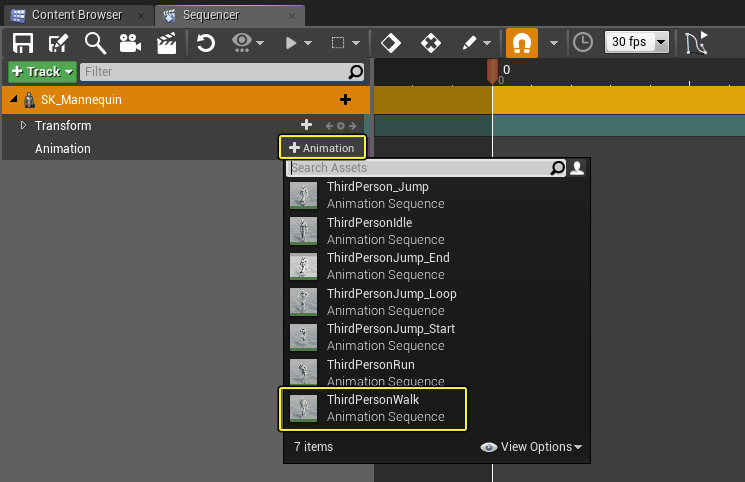 Content Browser
Sequencer
30 fps
Track
Filter
0
0
SK_Mannequin
Transform
Animation
Animation
Search Assets
ThirdPerson_Jump
Animation Sequence
ThirdPersonIdle
Animation Sequence
ThirdPersonJump_End
Animation Sequence
ThirdPersonJump_Loop
Animation Sequence
ThirdPersonJump_Start
Animation Sequence
ThirdPersonRun
Animation Sequence
ThirdPersonWalk
Animation Sequence
7 items
View Options